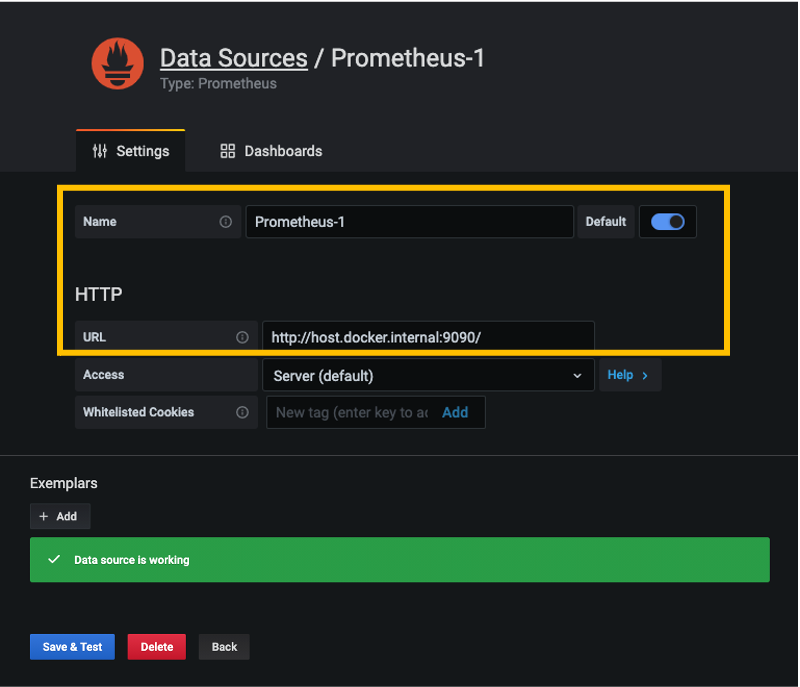 Data Sources / Prometheus-1
Type: Prometheus
Settings
Dashboards
Name
Prometheus-1
Default
HTTP
URL
http://host.docker.internal:9090/
Access
Server (default)
Help
Whitelisted Cookies
New tag (enter key to ac
Add
Exemplars
+ Add
Data source is working
Save & Test
Delete
Back